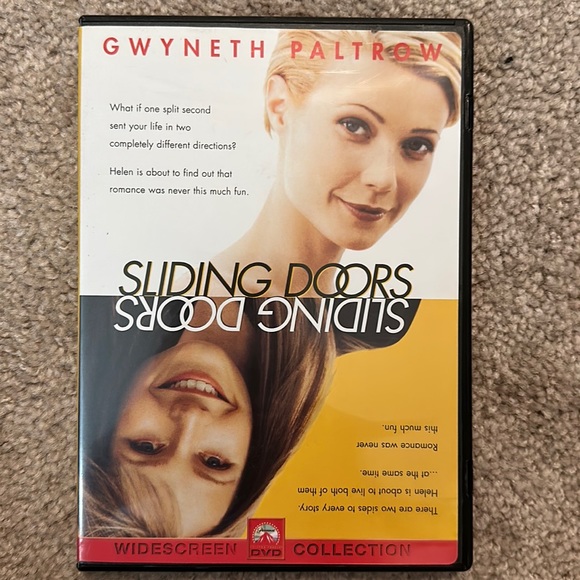 GWYNETH PALTROW
What if one split second
sent your life in two
completely different directions?
Helen is about to find out that
romance was never this much fun.
SLIDING DOORS
SLIDING DOORS
There are two sides to every story.
Helen is about to live both of them
...at the same time.
Romance was never
this much fun.
WIDESCREEN DVD COLLECTION